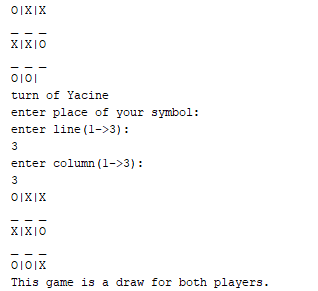 O|X|X
_ _ _
X|X|O
_ _ _
O|O|
turn of Yacine
enter place of your symbol:
enter line(1->3):
3
enter column(1->3):
3
O|X|X
_ _ _
X|X|O
_ _ _
O|O|X
This game is a draw for both players.